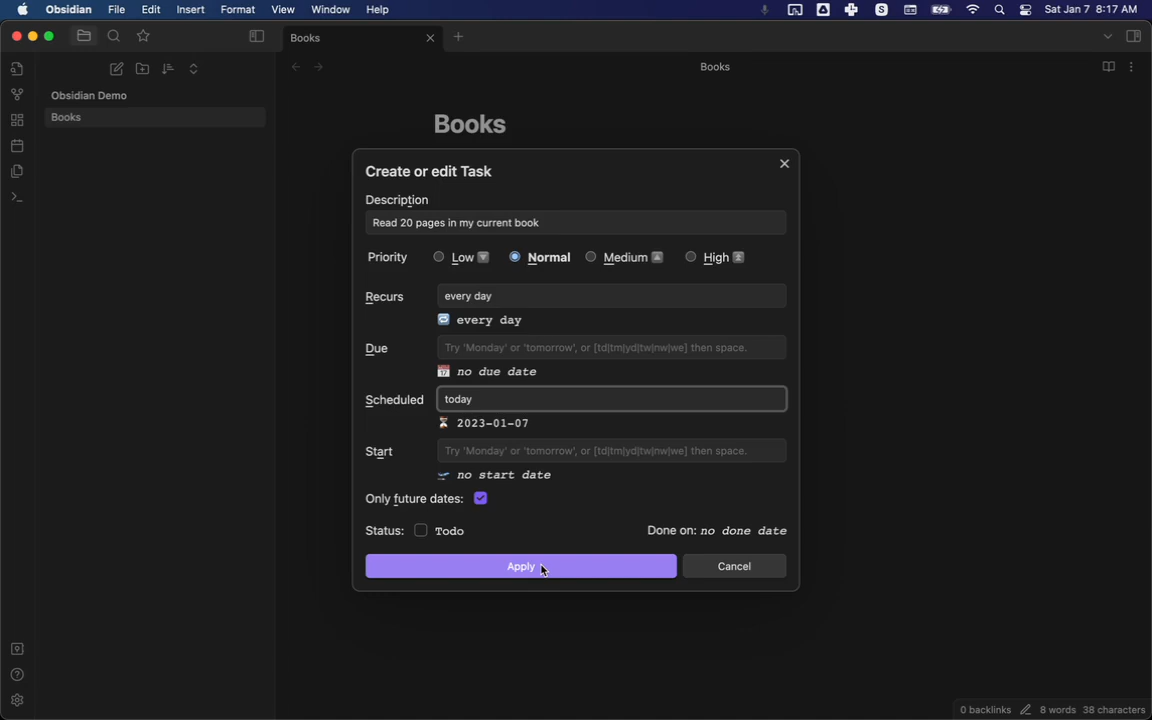 Obsidian File Edit Insert Format View Window Help Sat Jan 7 8:17 AM
Books
Books
Obsidian Demo
Books
Books
Create or edit Task
Description
Read 20 pages in my current book
Priority Low Normal Medium High
Recurs every day
every day
Due Try 'Monday' or 'tomorrow', or [td|tm|yd|tw|nw|we] then space.
no due date
Scheduled today
2023-01-07
Start Try 'Monday' or 'tomorrow', or [td|tm|yd|tw|nw|we] then space.
no start date
Only future dates:
Status: Todo Done on: no done date
Apply Cancel
0 backlinks 8 words 38 characters